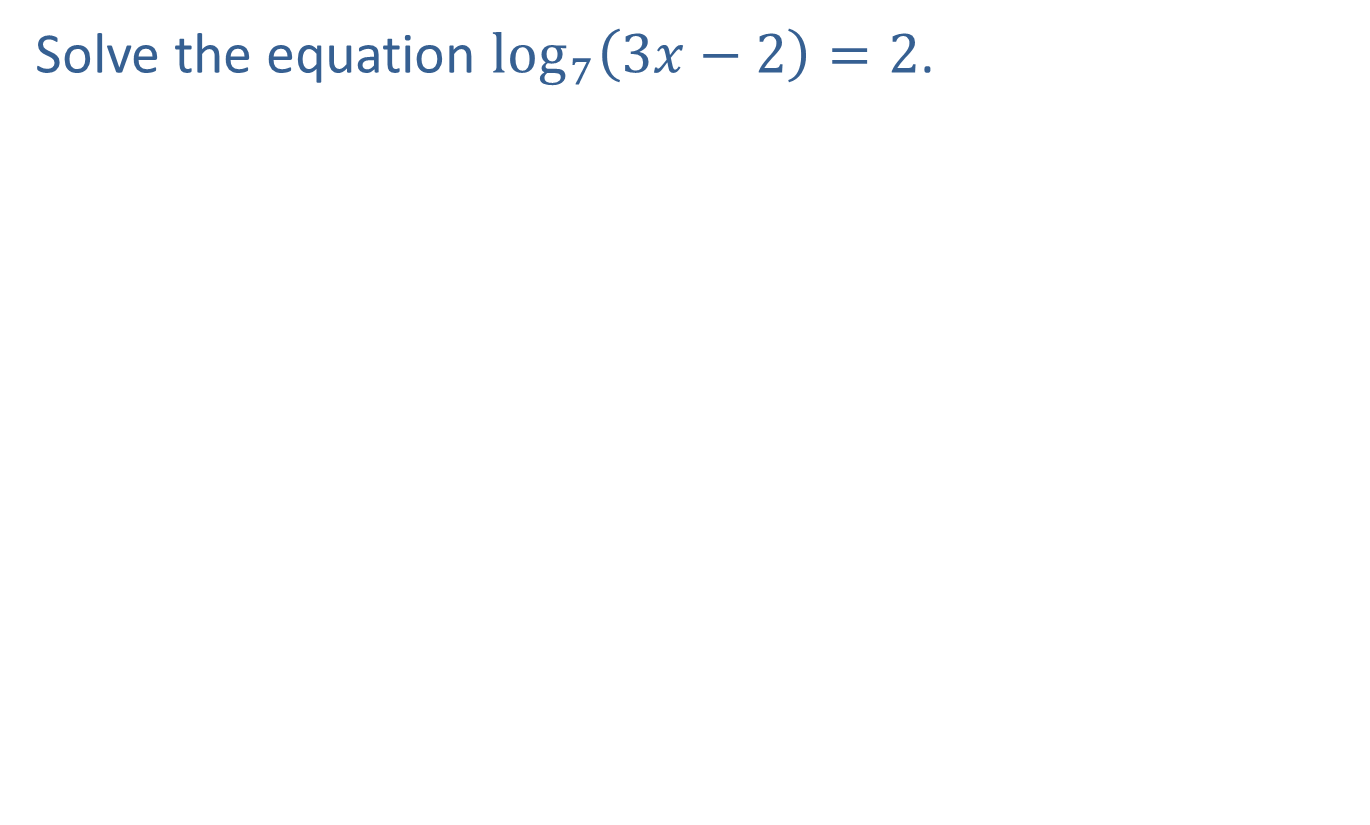 Solve the equation log₇(3x − 2) = 2.